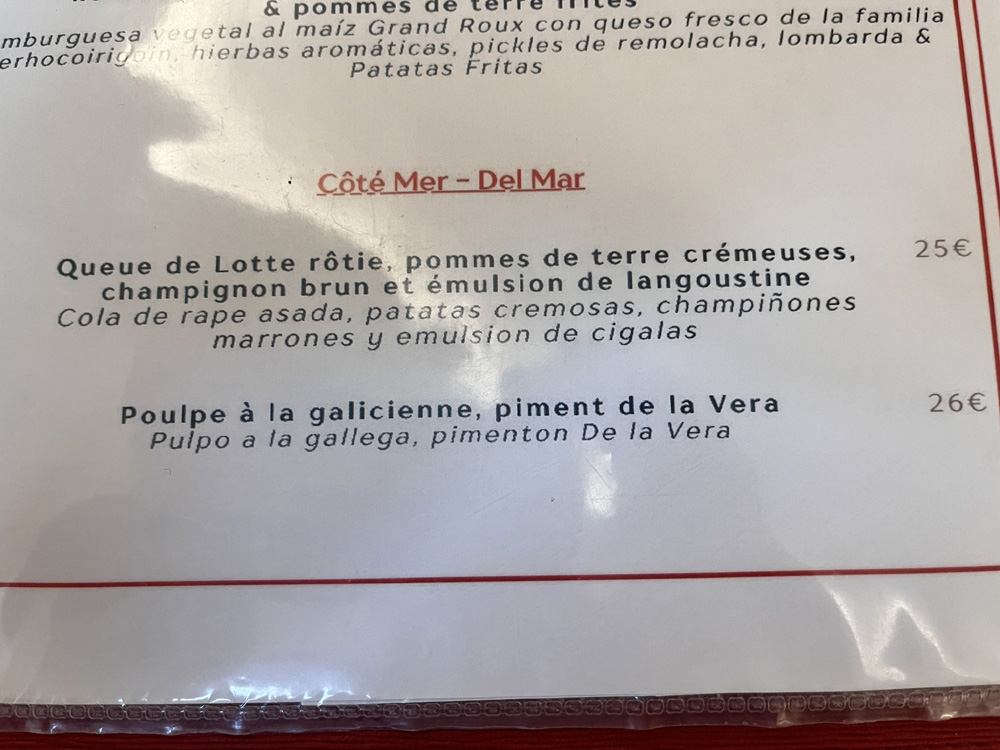 & pommes de terre frites
mburguesa vegetal al maíz Grand Roux con queso fresco de la familia
erhocoirigoin, hierbas aromáticas, pickles de remolacha, lombarda &
Patatas Fritas
Côté Mer – Del Mar
Queue de Lotte rôtie, pommes de terre crémeuses, 25€
champignon brun et émulsion de langoustine
Cola de rape asada, patatas cremosas, champiñones
marrones y emulsion de cigalas
Poulpe à la galicienne, piment de la Vera 26€
Pulpo a la gallega, pimenton De la Vera